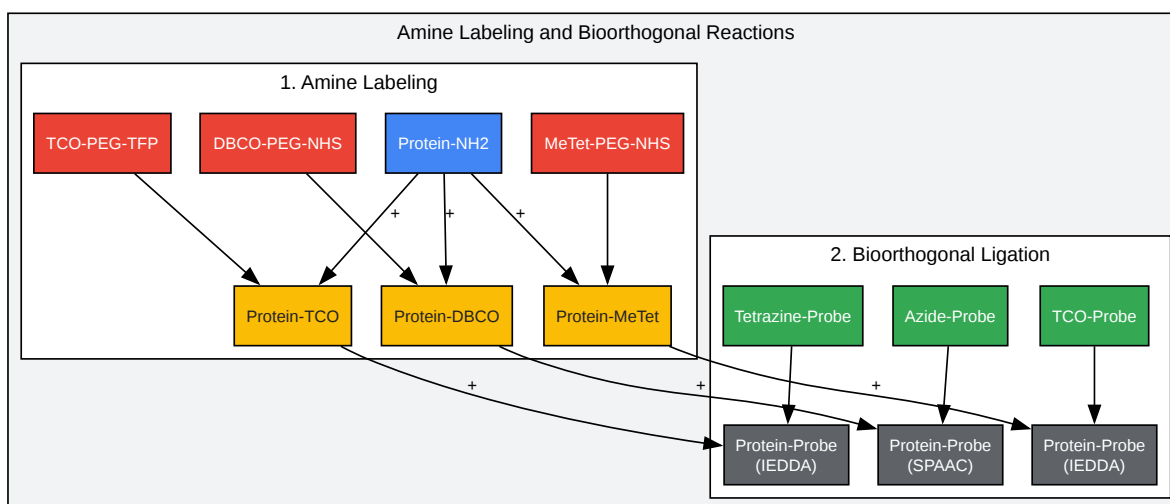 Amine Labeling and Bioorthogonal Reactions
1. Amine Labeling
TCO-PEG-TFP
DBCO-PEG-NHS
Protein-NH2
MeTet-PEG-NHS
+
+
+
2. Bioorthogonal Ligation
Protein-TCO
Protein-DBCO
Protein-MeTet
Tetrazine-Probe
Azide-Probe
TCO-Probe
+
+
+
Protein-Probe
(IEDDA)
Protein-Probe
(SPAAC)
Protein-Probe
(IEDDA)